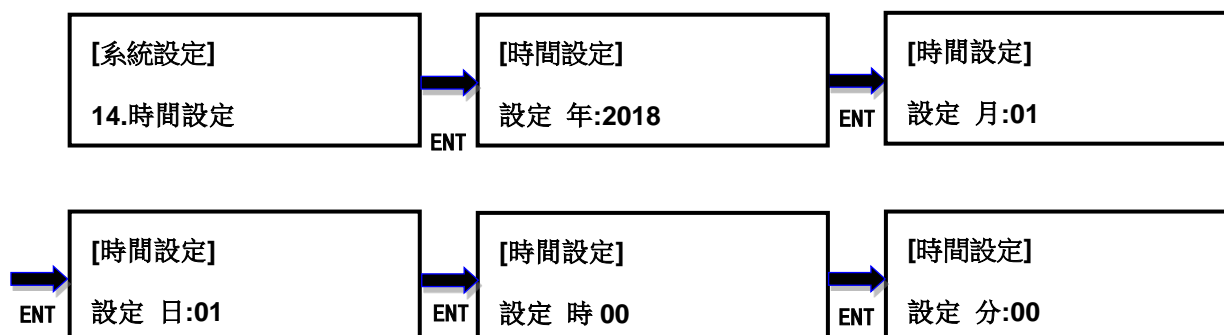 [系統設定]
14.時間設定
ENT
[時間設定]
設定 年:2018
ENT
[時間設定]
設定 月:01
ENT
[時間設定]
設定 日:01
ENT
[時間設定]
設定 時 00
ENT
[時間設定]
設定 分:00